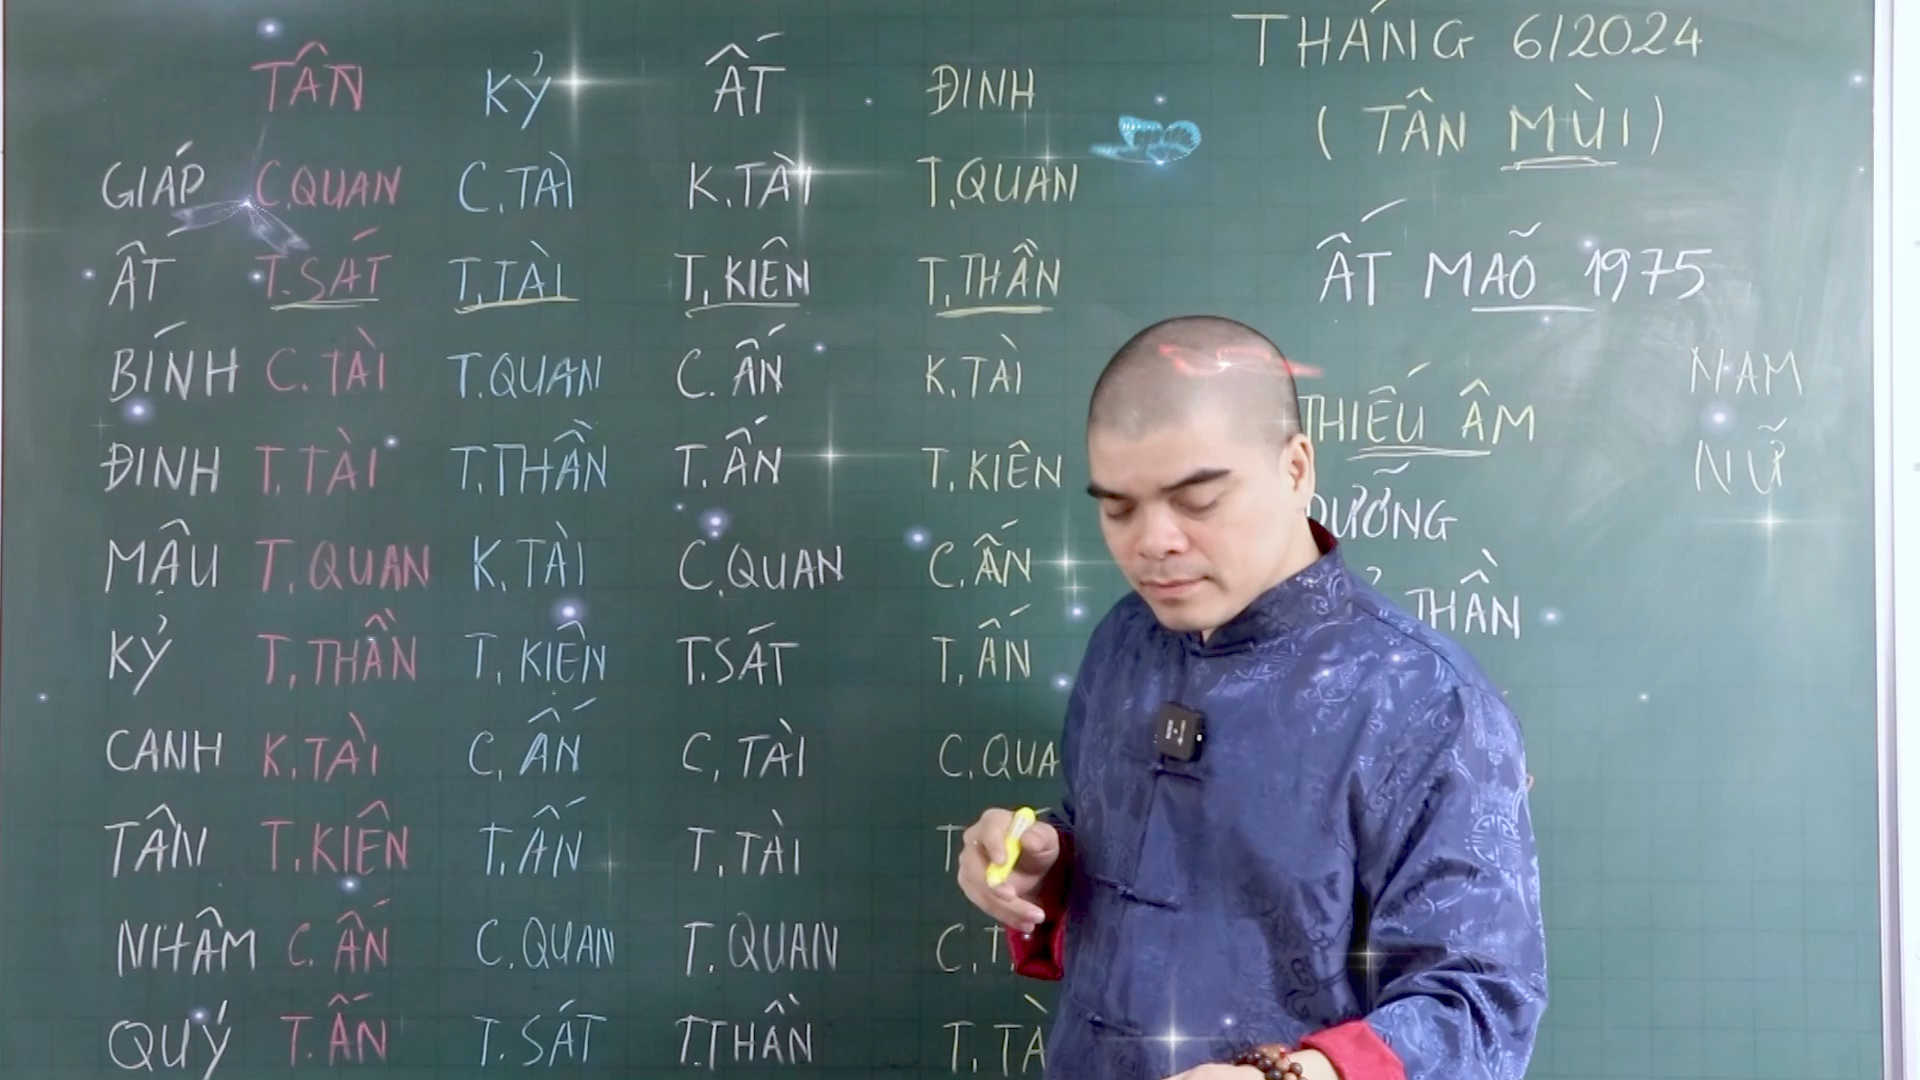 TÂN KỶ ẤT ĐINH
GIÁP C.QUAN C.TÀI K.TÀI T.QUAN
ẤT T.SÁT T.TÀI T.KIÊN T.THẦN
BÍNH C.TÀI T.QUAN C.ẤN K.TÀI
ĐINH T.TÀI T.THẦN T.ẤN T.KIÊN
MẬU T.QUAN K.TÀI C.QUAN C.ẤN
KỶ T,THẦN T.KIÊN T.SÁT T.ẤN
CANH K.TÀI C.ẤN C,TÀI C.QUA
TÂN T.KIÊN T.ẤN T.TÀI T
NHÂM C.ẤN C.QUAN T.QUAN C.T
QUÝ T.ẤN T.SÁT T.THẦN T.TÀ
THÁNG 6/2024
( TÂN MÙI )
ẤT MÃO 1975
THIẾU ÂM
DƯỠNG
THẦN
NAM
NỮ